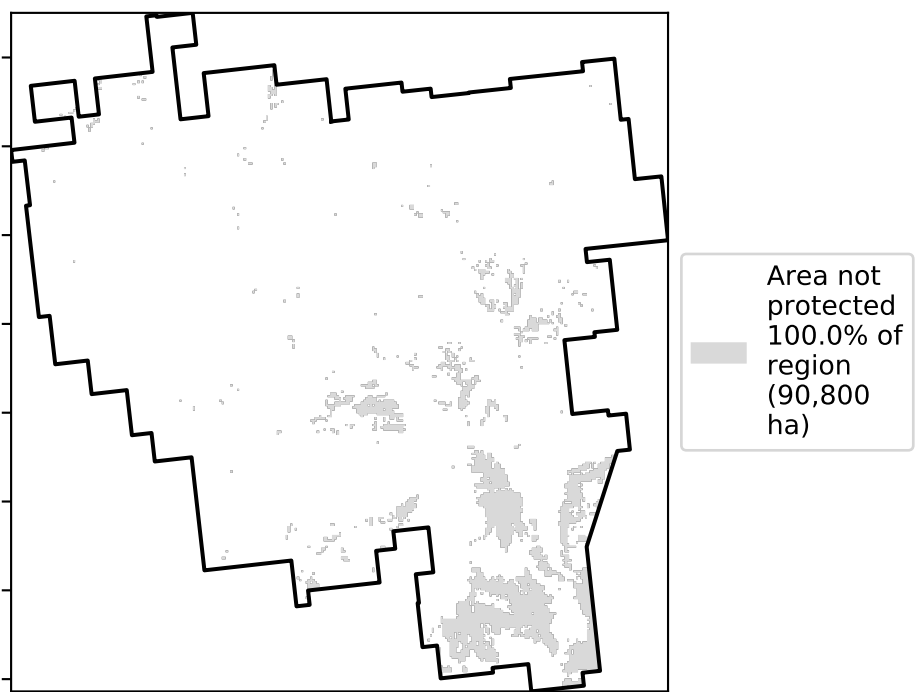 Area not
protected
100.0% of
region
(90,800
ha)